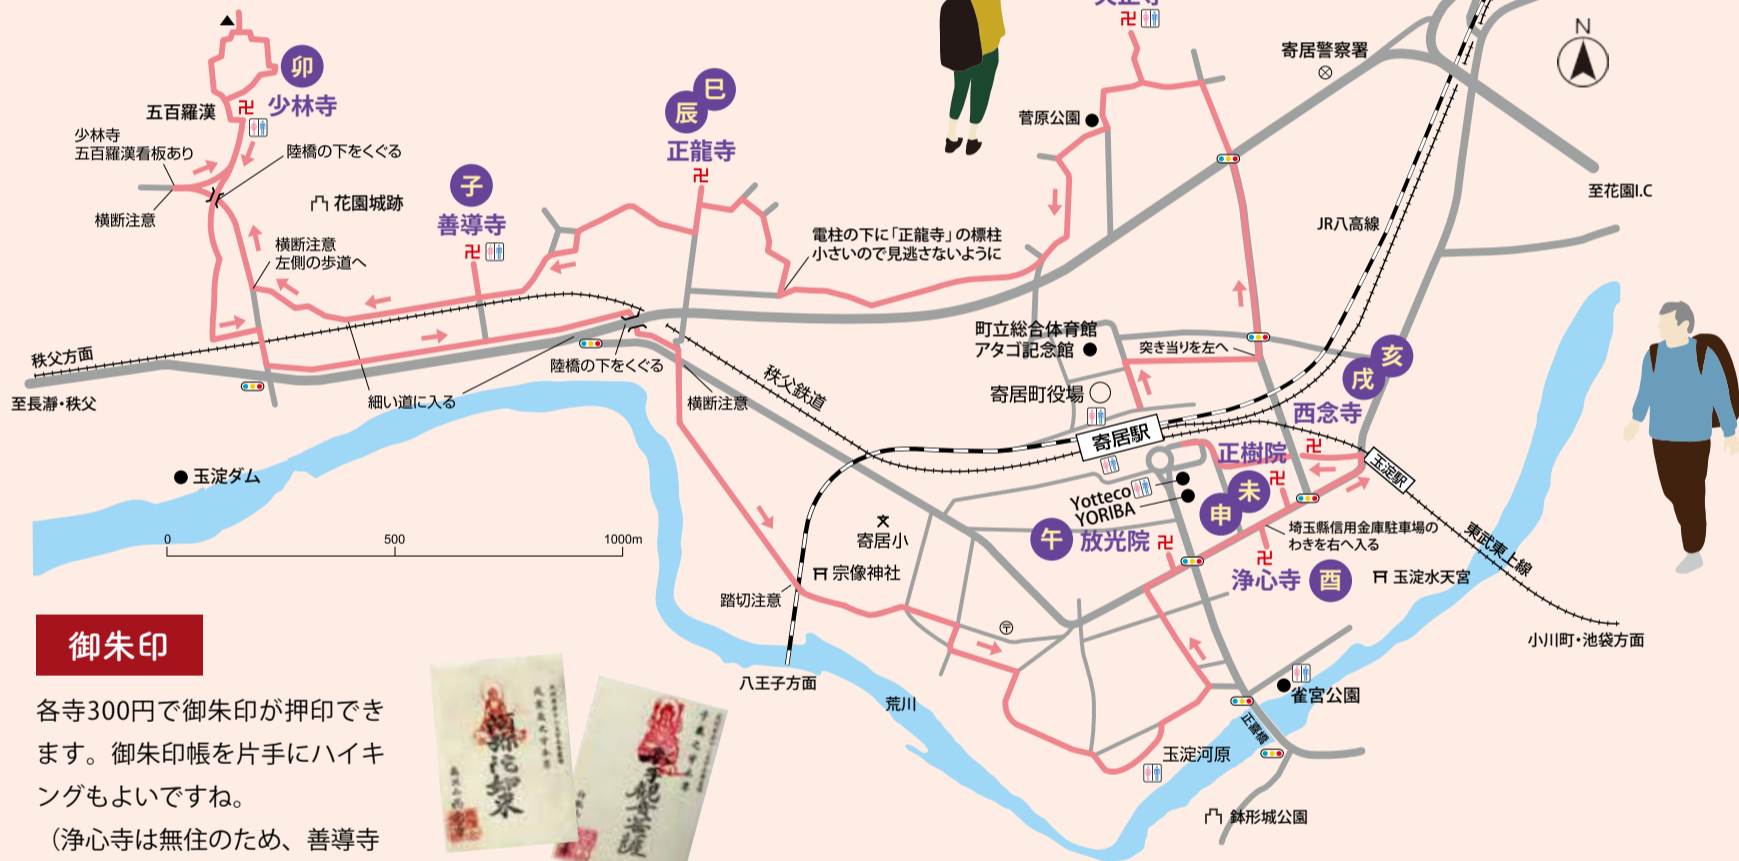 卯
少林寺
五百羅漢
少林寺
五百羅漢看板あり
陸橋の下をくぐる
横断注意
花園城跡
横断注意
左側の歩道へ
子
善導寺
巳
辰
正龍寺
電柱の下に「正龍寺」の標柱
小さいので見逃さないように
菅原公園
寄居警察署
N
至花園I.C
JR八高線
町立総合体育館
アタゴ記念館
突き当りを左へ
寄居町役場
寄居駅
亥
戌
西念寺
正樹院
未
申
玉淀駅
Yotteco
YORIBA
午
放光院
埼玉縣信用金庫駐車場の
わきを右へ入る
浄心寺
酉
玉淀水天宮
東武東上線
小川町・池袋方面
秩父方面
至長瀞・秩父
細い道に入る
陸橋の下をくぐる
横断注意
秩父鉄道
玉淀ダム
0 500 1000m
文
寄居小
宗像神社
踏切注意
八王子方面
荒川
〒
雀宮公園
正喜橋
玉淀河原
鉢形城公園
御朱印
各寺300円で御朱印が押印でき
ます。御朱印帳を片手にハイキ
ングもよいですね。
（浄心寺は無住のため、善導寺